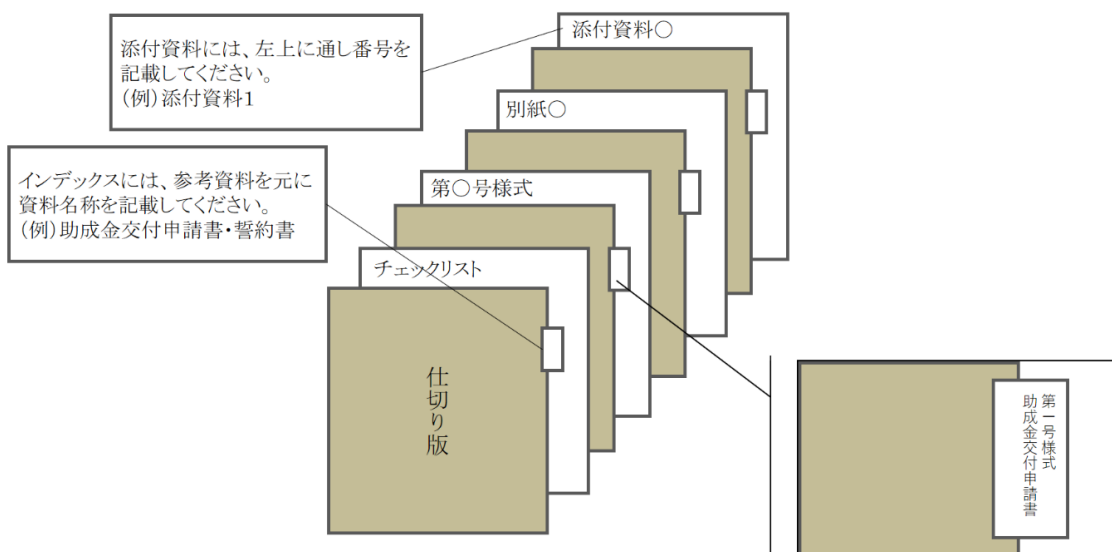 添付資料○
添付資料には、左上に通し番号を
記載してください。
（例）添付資料1
別紙○
インデックスには、参考資料を元に
資料名称を記載してください。
（例）助成金交付申請書・誓約書
第○号様式
チェックリスト
仕切り版
第一号様式
助成金交付申請書